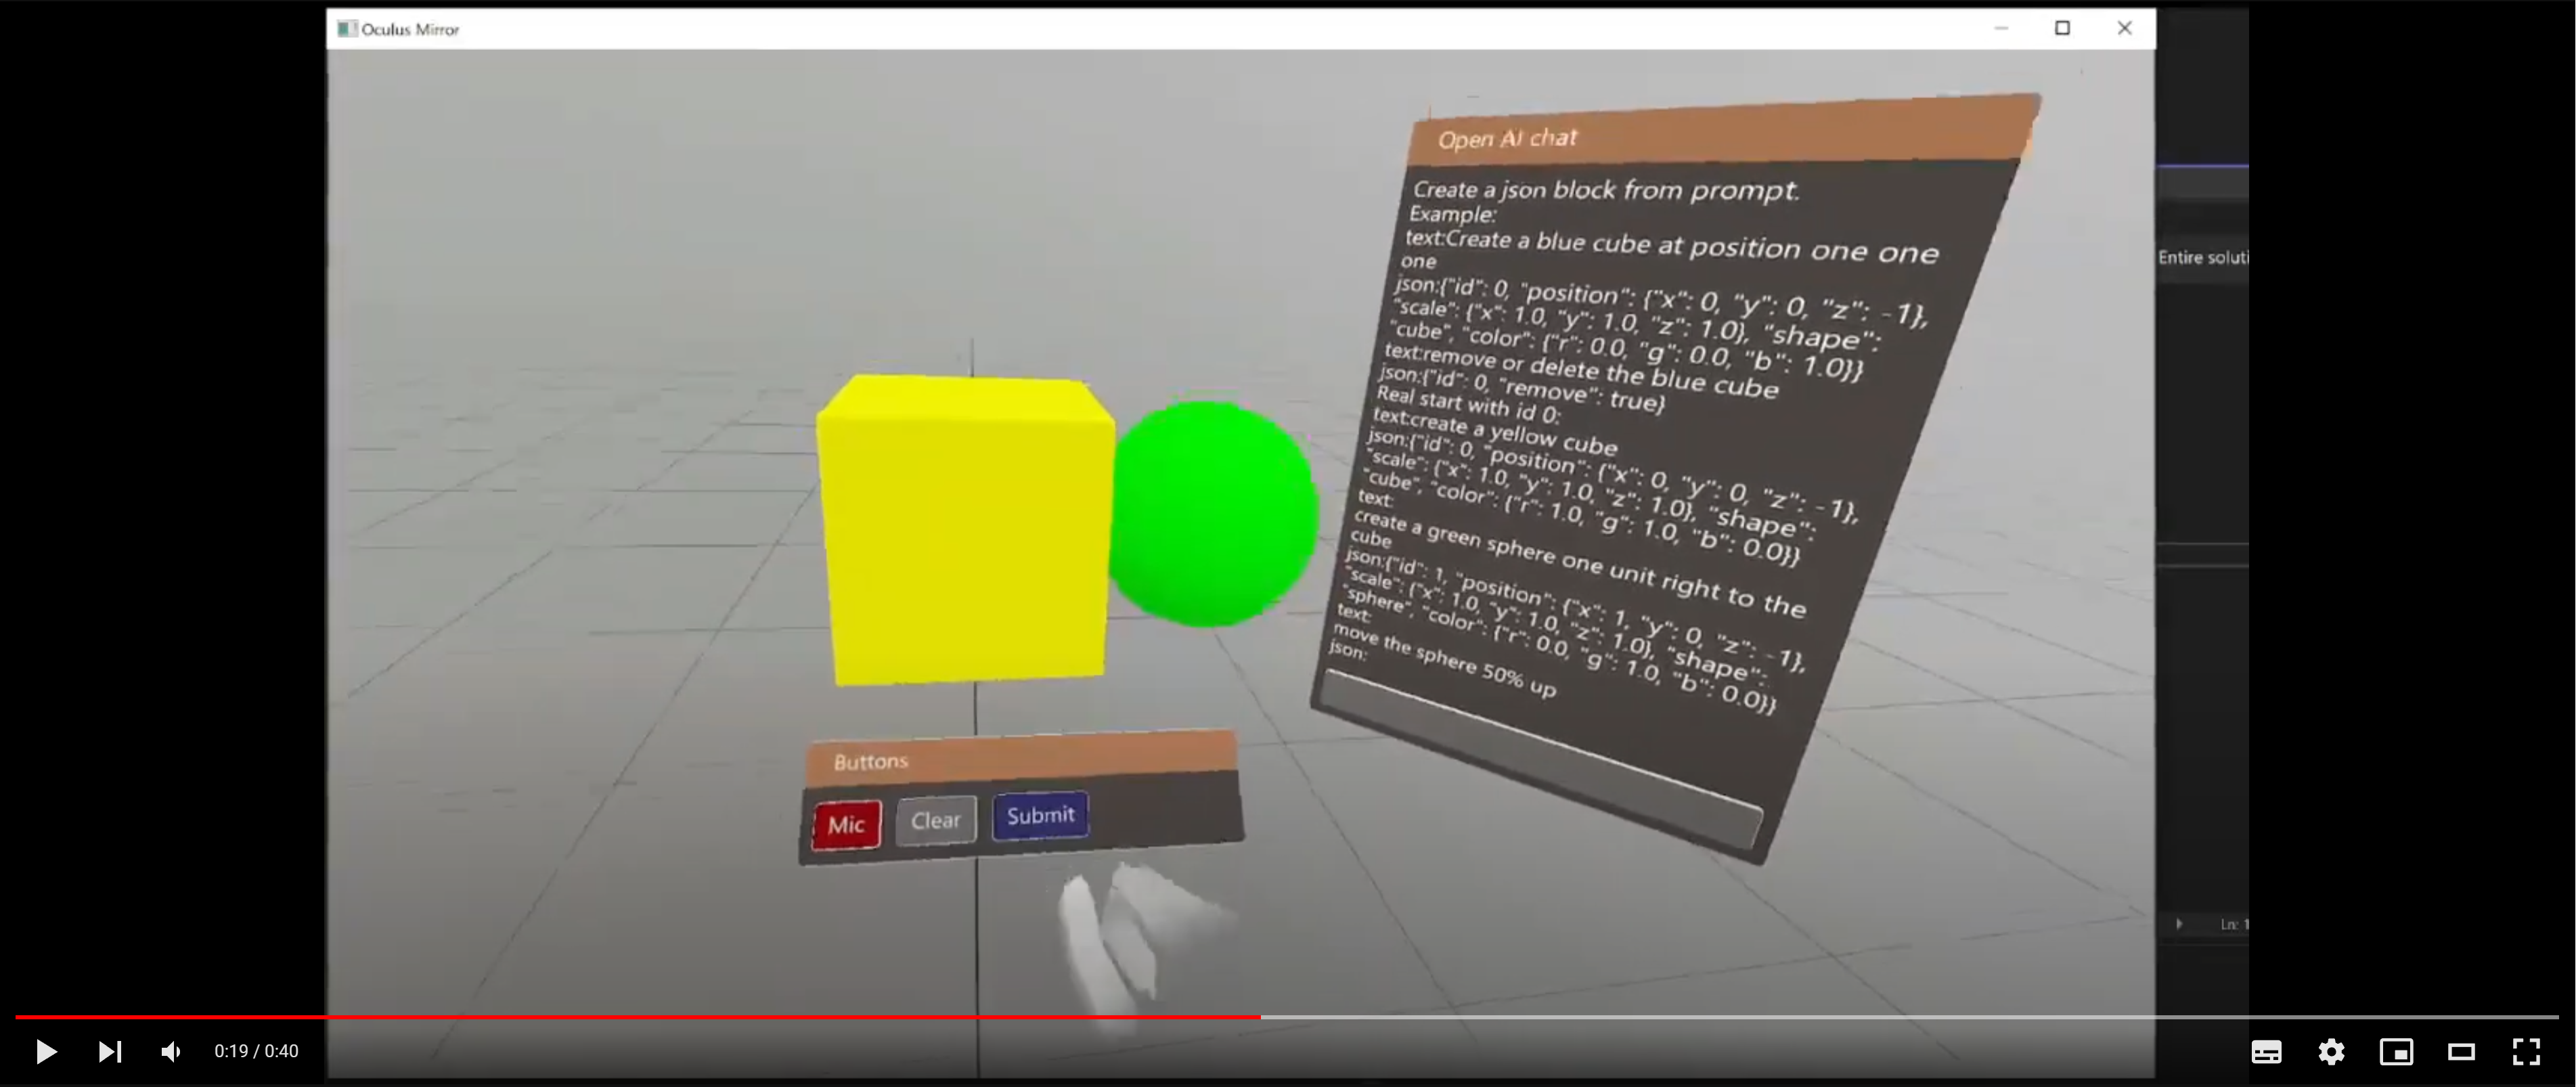 Oculus Mirror
Open AI chat
Create a json block from prompt.
Example:
text:Create a blue cube at position one one
one
json:{"id": 0, "position": {"x": 0, "y": 0, "z": -1},
"scale": {"x": 1.0, "y": 1.0, "z": 1.0}, "shape":
"cube", "color": {"r": 0.0, "g": 0.0, "b": 1.0}}
text:remove or delete the blue cube
json:{"id": 0, "remove": true}
Real start with id 0:
text:create a yellow cube
json:{"id": 0, "position": {"x": 0, "y": 0, "z": -1},
"scale": {"x": 1.0, "y": 1.0, "z": 1.0}, "shape":
"cube", "color": {"r": 1.0, "g": 1.0, "b": 0.0}}
text:
create a green sphere one unit right to the
cube
json:{"id": 1, "position": {"x": 1, "y": 0, "z": -1},
"scale": {"x": 1.0, "y": 1.0, "z": 1.0}, "shape":
"sphere", "color": {"r": 0.0, "g": 1.0, "b": 0.0}}
text:
move the sphere 50% up
json:
Buttons
Mic Clear Submit
Entire soluti
Ln: 1
0:19 / 0:40